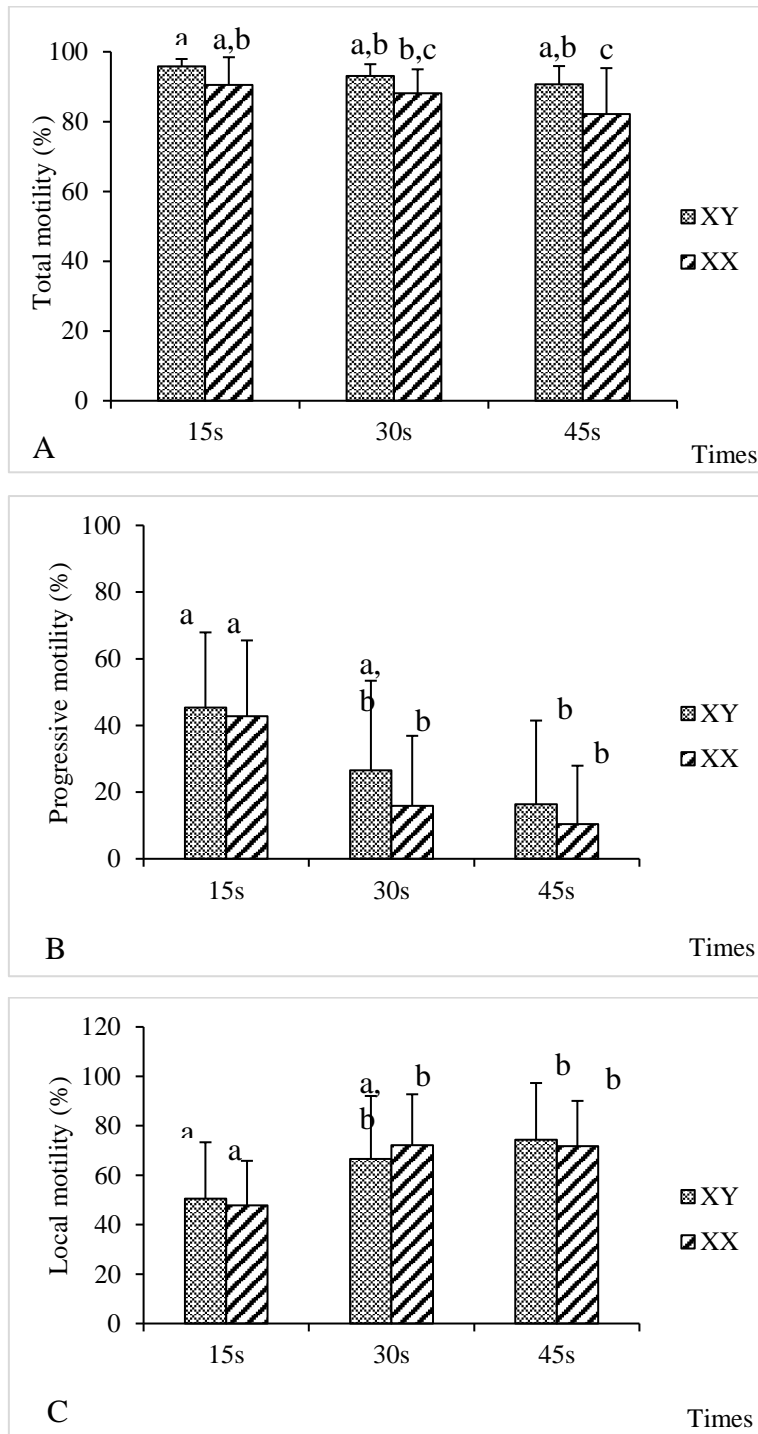 100
a
a,b
a,b
b,c
a,b
c
80
60
40
20
0
Total motility (%)
XY
XX
15s
30s
45s
A
Times
100
80
60
40
20
0
Progressive motility (%)
a
a
a,
b
b
b
b
XY
XX
15s
30s
45s
B
Times
120
100
80
60
40
20
0
Local motility (%)
a
a
a,
b
b
b
b
XY
XX
15s
30s
45s
C
Times